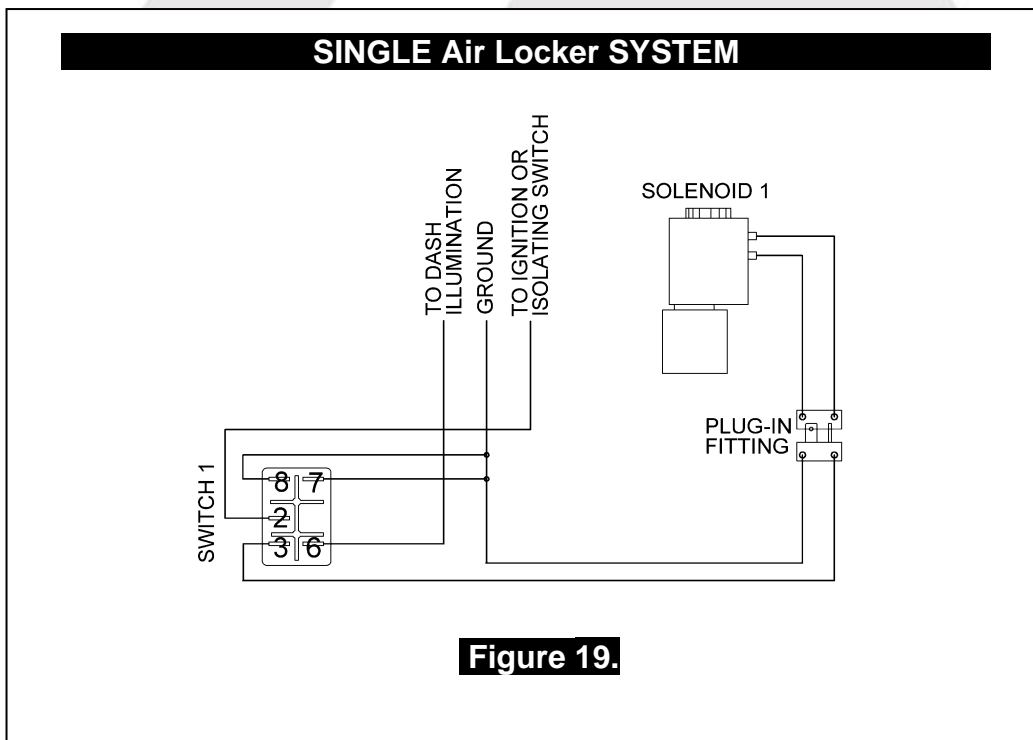 SINGLE Air Locker SYSTEM
TO DASH
ILLUMINATION
GROUND
TO IGNITION OR
ISOLATING SWITCH
SOLENOID 1
PLUG-IN
FITTING
SWITCH 1
8 7
2
3 6
Figure 19.